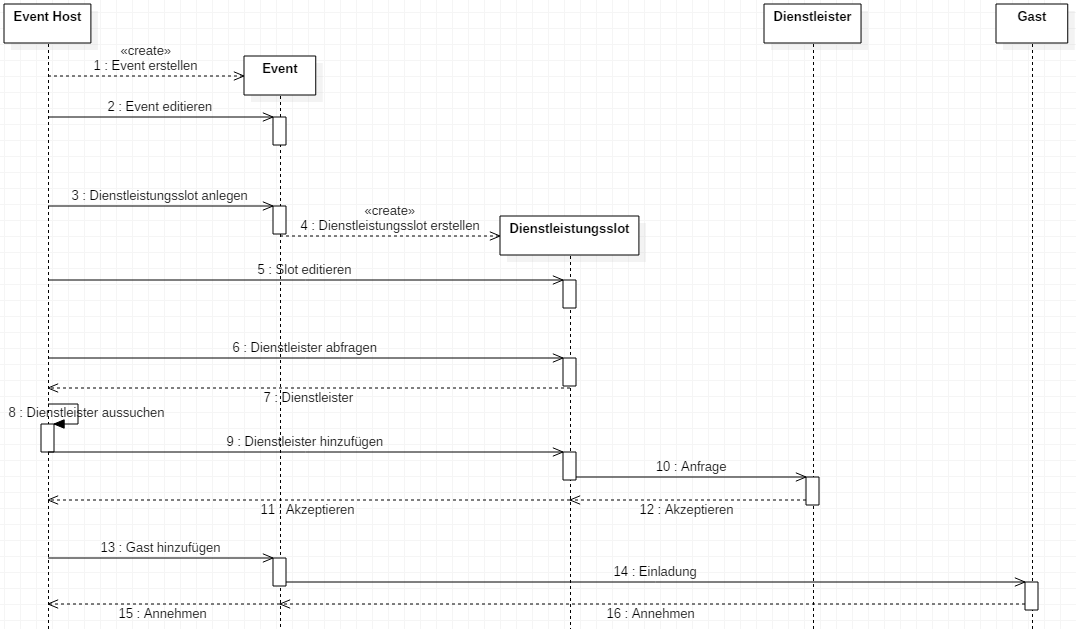 Event Host
Dienstleister
Gast
«create»
1 : Event erstellen
Event
2 : Event editieren
3 : Dienstleistungsslot anlegen
«create»
4 : Dienstleistungsslot erstellen
Dienstleistungsslot
5 : Slot editieren
6 : Dienstleister abfragen
7 : Dienstleister
8 : Dienstleister aussuchen
9 : Dienstleister hinzufügen
10 : Anfrage
11 : Akzeptieren
12 : Akzeptieren
13 : Gast hinzufügen
14 : Einladung
15 : Annehmen
16 : Annehmen